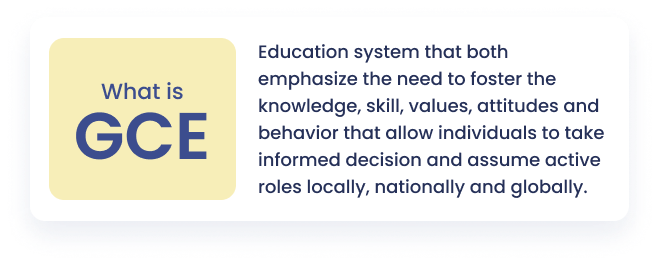 What is
GCE
Education system that both
emphasize the need to foster the
knowledge, skill, values, attitudes and
behavior that allow individuals to take
informed decision and assume active
roles locally, nationally and globally.